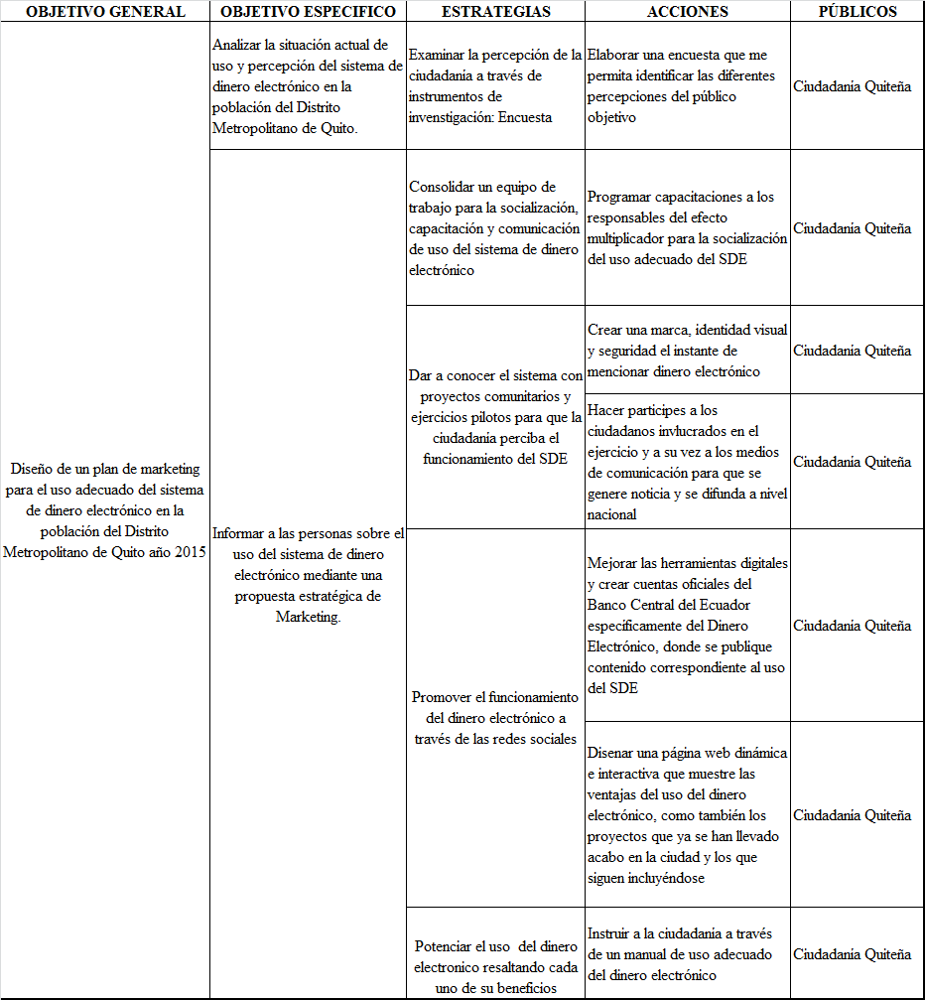 OBJETIVO GENERAL
OBJETIVO ESPECIFICO
ESTRATEGIAS
ACCIONES
PÚBLICOS
Diseño de un plan de marketing
para el uso adecuado del sistema
de dinero electrónico en la
población del Distrito
Metropolitano de Quito año 2015
Analizar la situación actual de
uso y percepción del sistema de
dinero electrónico en la
población del Distrito
Metropolitano de Quito.
Examinar la percepción de la
ciudadanía a través de
instrumentos de
invenstigación: Encuesta
Elaborar una encuesta que me
permita identificar las diferentes
percepciones del público
objetivo
Ciudadanía Quiteña
Informar a las personas sobre el
uso del sistema de dinero
electrónico mediante una
propuesta estratégica de
Marketing.
Consolidar un equipo de
trabajo para la socialización,
capacitación y comunicación
de uso del sistema de dinero
electrónico
Programar capacitaciones a los
responsables del efecto
multiplicador para la socialización
del uso adecuado del SDE
Ciudadanía Quiteña
Dar a conocer el sistema con
proyectos comunitarios y
ejercicios pilotos para que la
ciudadanía perciba el
funcionamiento del SDE
Crear una marca, identidad visual
y seguridad el instante de
mencionar dinero electrónico
Ciudadanía Quiteña
Hacer participes a los
ciudadanos invlucrados en el
ejercicio y a su vez a los medios
de comunicación para que se
genere noticia y se difunda a nivel
nacional
Ciudadanía Quiteña
Promover el funcionamiento
del dinero electrónico a
través de las redes sociales
Mejorar las herramientas digitales
y crear cuentas oficiales del
Banco Central del Ecuador
específicamente del Dinero
Electrónico, donde se publique
contenido correspondiente al uso
del SDE
Ciudadanía Quiteña
Disenar una página web dinámica
e interactiva que muestre las
ventajas del uso del dinero
electrónico, como también los
proyectos que ya se han llevado
acabo en la ciudad y los que
siguen incluyéndose
Ciudadanía Quiteña
Potenciar el uso del dinero
electronico resaltando cada
uno de su beneficios
Instruir a la ciudadanía a través
de un manual de uso adecuado
del dinero electrónico
Ciudadanía Quiteña